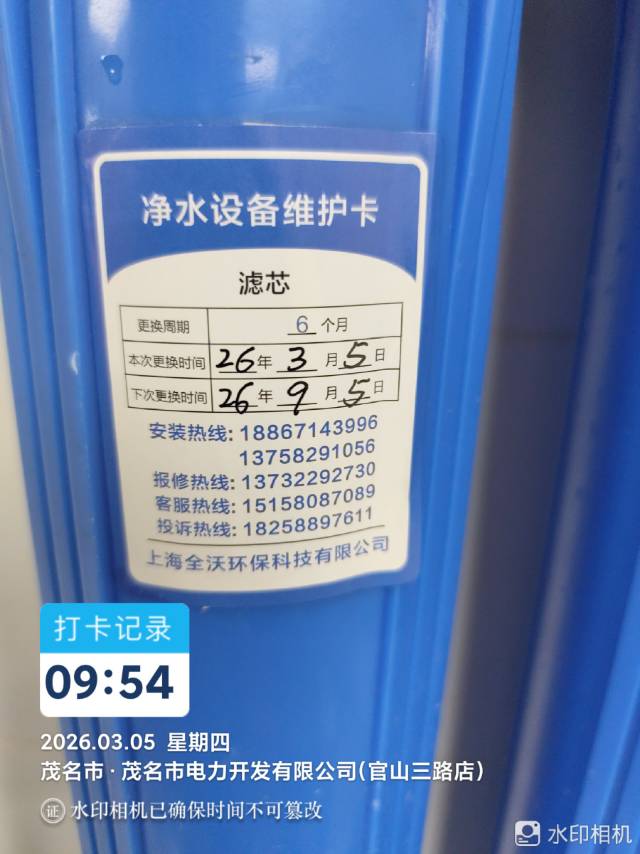 净水设备维护卡
滤芯
更换周期 6 个月
本次更换时间 26 年 3 月 5 日
下次更换时间 26 年 9 月 5 日
安装热线: 18867143996
13758291056
报修热线: 13732292730
客服热线: 15158087089
投诉热线: 18258897611
上海全沃环保科技有限公司
打卡记录
09:54
2026.03.05 星期四
茂名市·茂名市电力开发有限公司(官山三路店)
证 水印相机已确保时间不可篡改
水印相机